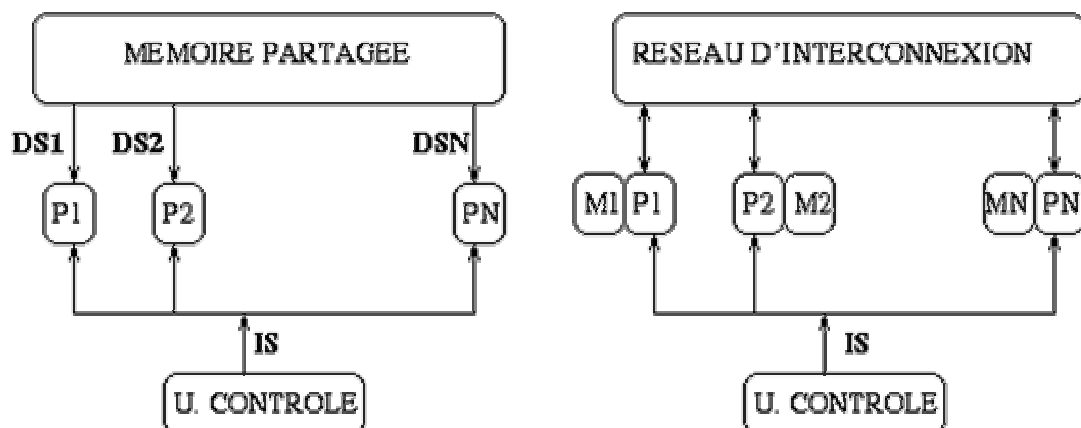 MEMOIRE PARTAGEE
DS1 DS2 DSN
P1 P2 PN
IS
U. CONTROLE
RESEAU D'INTERCONNEXION
M1 P1 P2 M2 MN PN
IS
U. CONTROLE